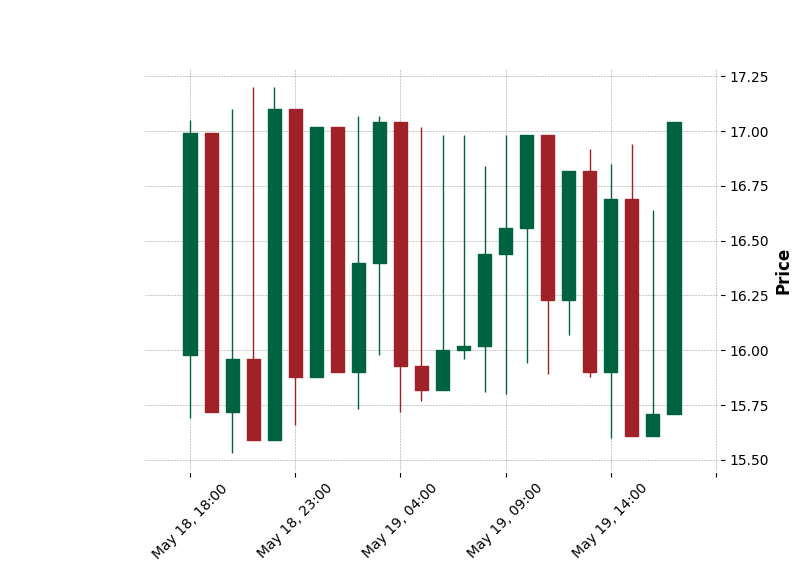 17.25
17.00
16.75
16.50
16.25
16.00
15.75
15.50
Price
May 18, 18:00
May 18, 23:00
May 19, 04:00
May 19, 09:00
May 19, 14:00